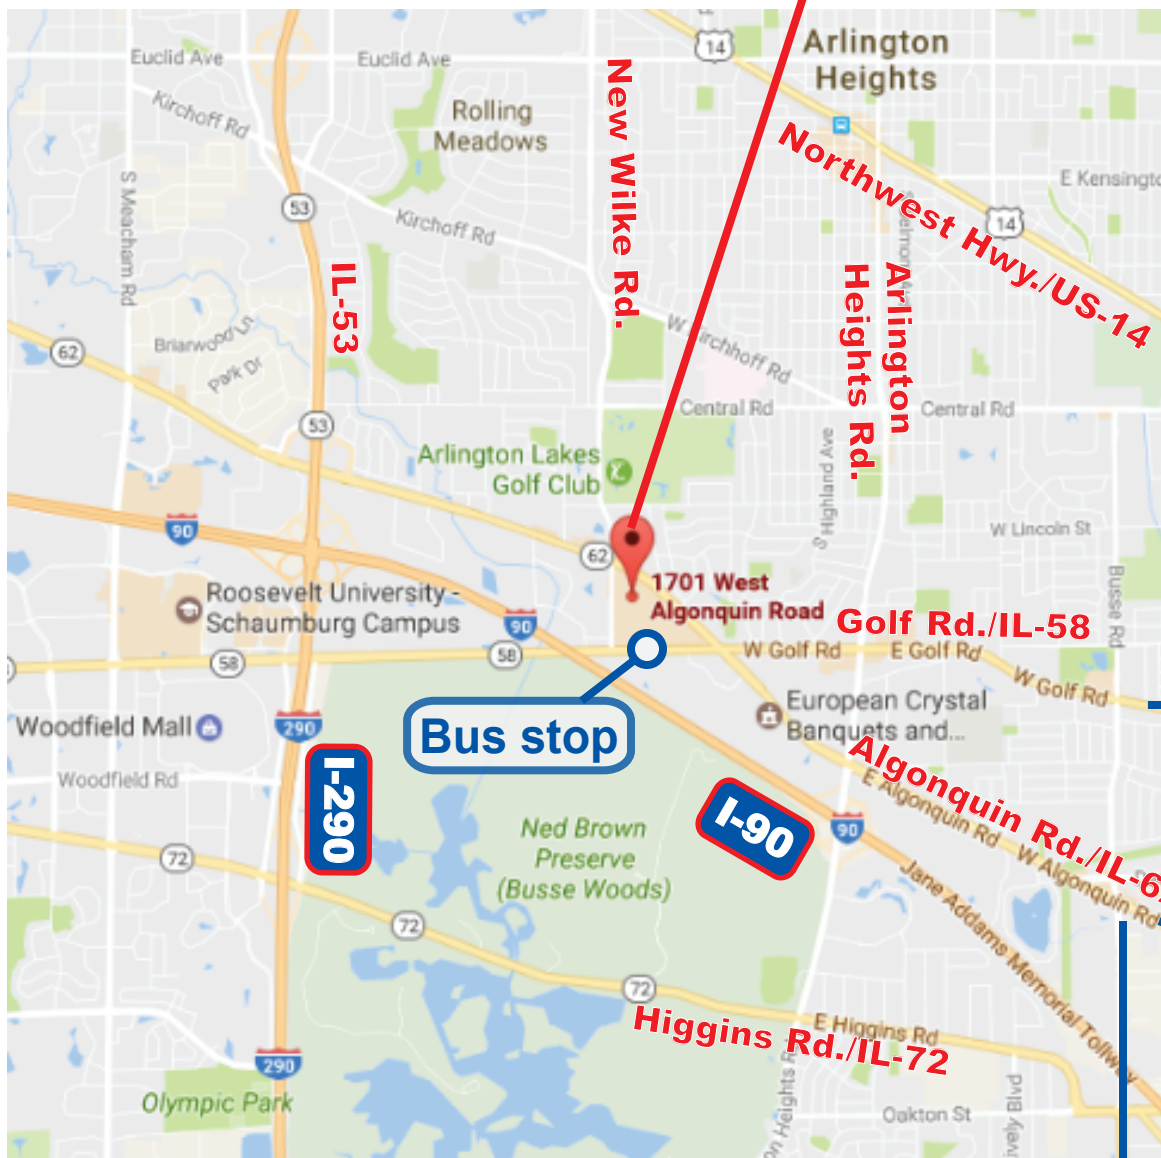 14
Arlington
Heights
Euclid Ave
Euclid Ave
Kirchoff Rd
Rolling
Meadows
New Wilke Rd.
Northwest Hwy./US-14
S Meacham Rd
53
E Kensingto
Kirchoff Rd
14
IL-53
Arlington
Heights Rd.
Briarwood Ln
Park Dr
62
W Kirchhoff Rd
Central Rd
Central Rd
53
Arlington Lakes
Golf Club
S Highland Ave
90
W Lincoln St
62
1701 West
Algonquin Road
Roosevelt University -
Schaumburg Campus
90
Golf Rd./IL-58
Busse Rd
58
58
W Golf Rd
E Golf Rd
W Golf Rd
Woodfield Mall
290
Bus stop
European Crystal
Banquets and...
Woodfield Rd
I-290
I-90
Algonquin Rd./IL-6
E Algonquin Rd
W Algonquin Rd
90
Ned Brown
Preserve
(Busse Woods)
72
72
Jane Addams Memorial Tollway
72
Higgins Rd./IL-72
E Higgins Rd
290
Olympic Park
on Heights R
Oakton St
vely Blvd